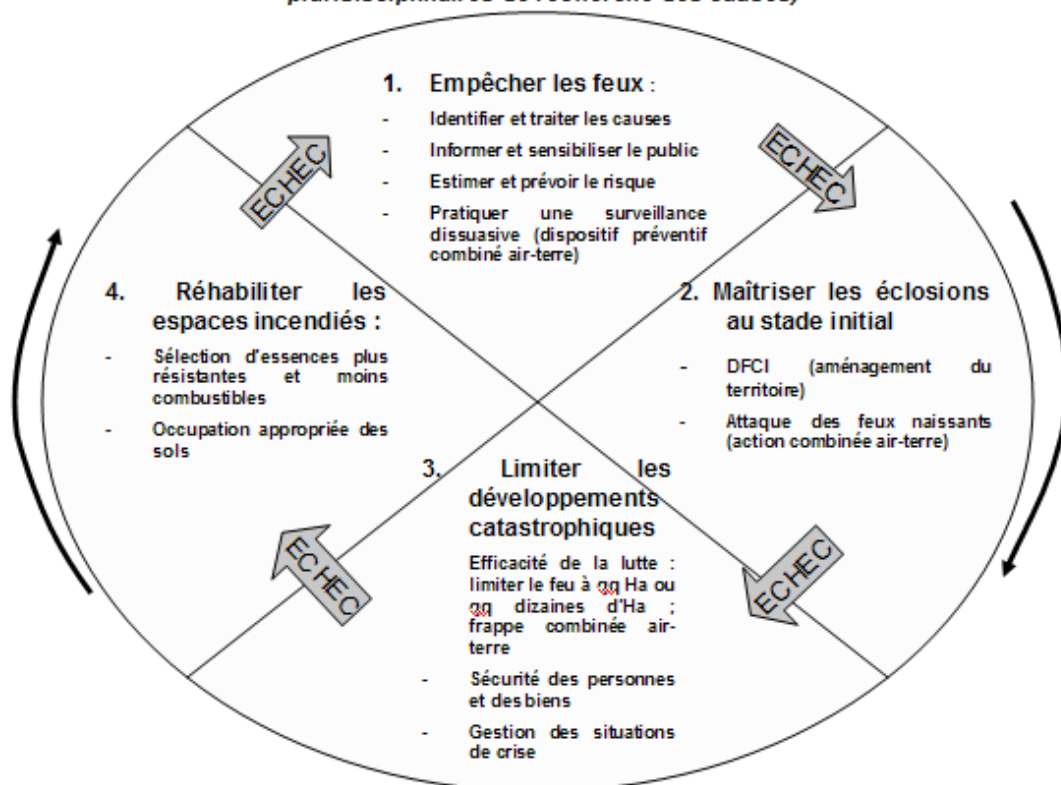 pluridisciplinaires de recherche des causes)
1. Empêcher les feux :
- Identifier et traiter les causes
- Informer et sensibiliser le public
- Estimer et prévoir le risque
- Pratiquer une surveillance
dissuasive (dispositif préventif
combiné air-terre)
ECHEC
ECHEC
2. Maîtriser les éclosions
au stade initial
- DFCI (aménagement du
territoire)
- Attaque des feux naissants
(action combinée air-terre)
ECHEC
3. Limiter les
développements
catastrophiques
Efficacité de la lutte :
limiter le feu à qq Ha ou
qq dizaines d'Ha ;
frappe combinée air-
terre
- Sécurité des personnes
et des biens
- Gestion des situations
de crise
ECHEC
4. Réhabiliter les
espaces incendiés :
- Sélection d'essences plus
résistantes et moins
combustibles
- Occupation appropriée des
sols